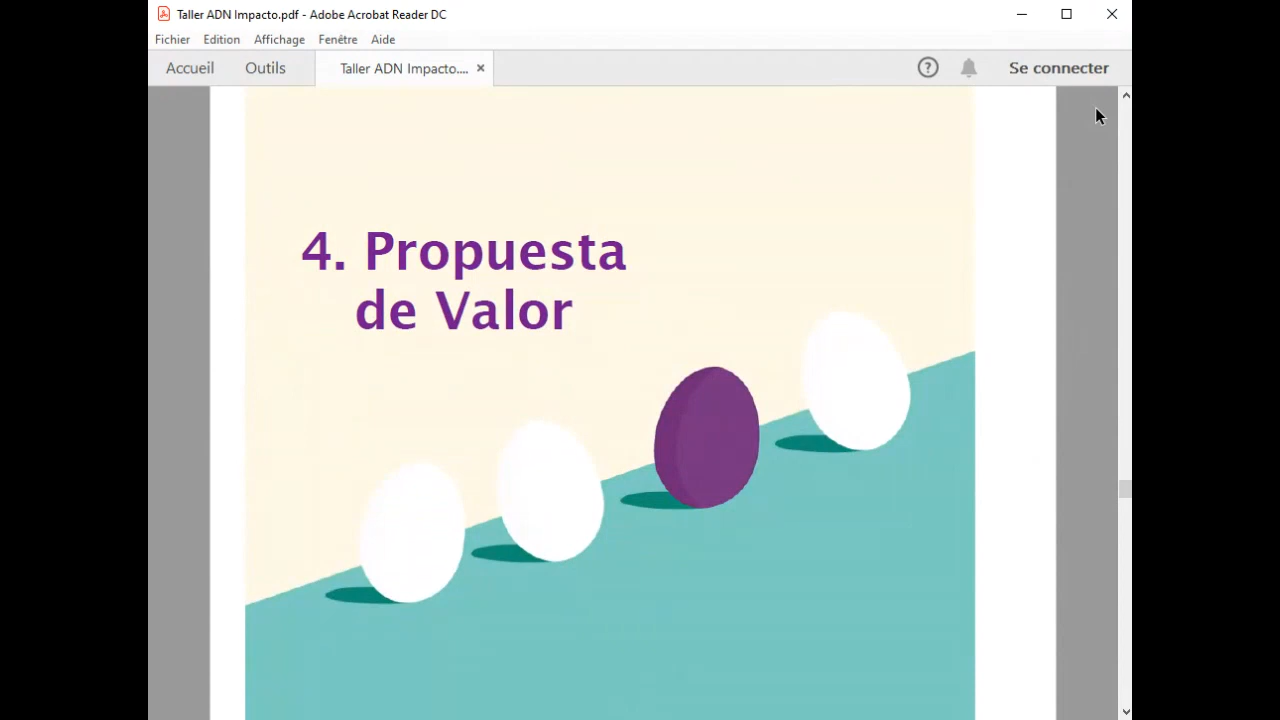 Taller ADN Impacto.pdf - Adobe Acrobat Reader DC
Fichier Edition Affichage Fenêtre Aide
Accueil Outils Taller ADN Impacto.... × Se connecter
4. Propuesta
de Valor